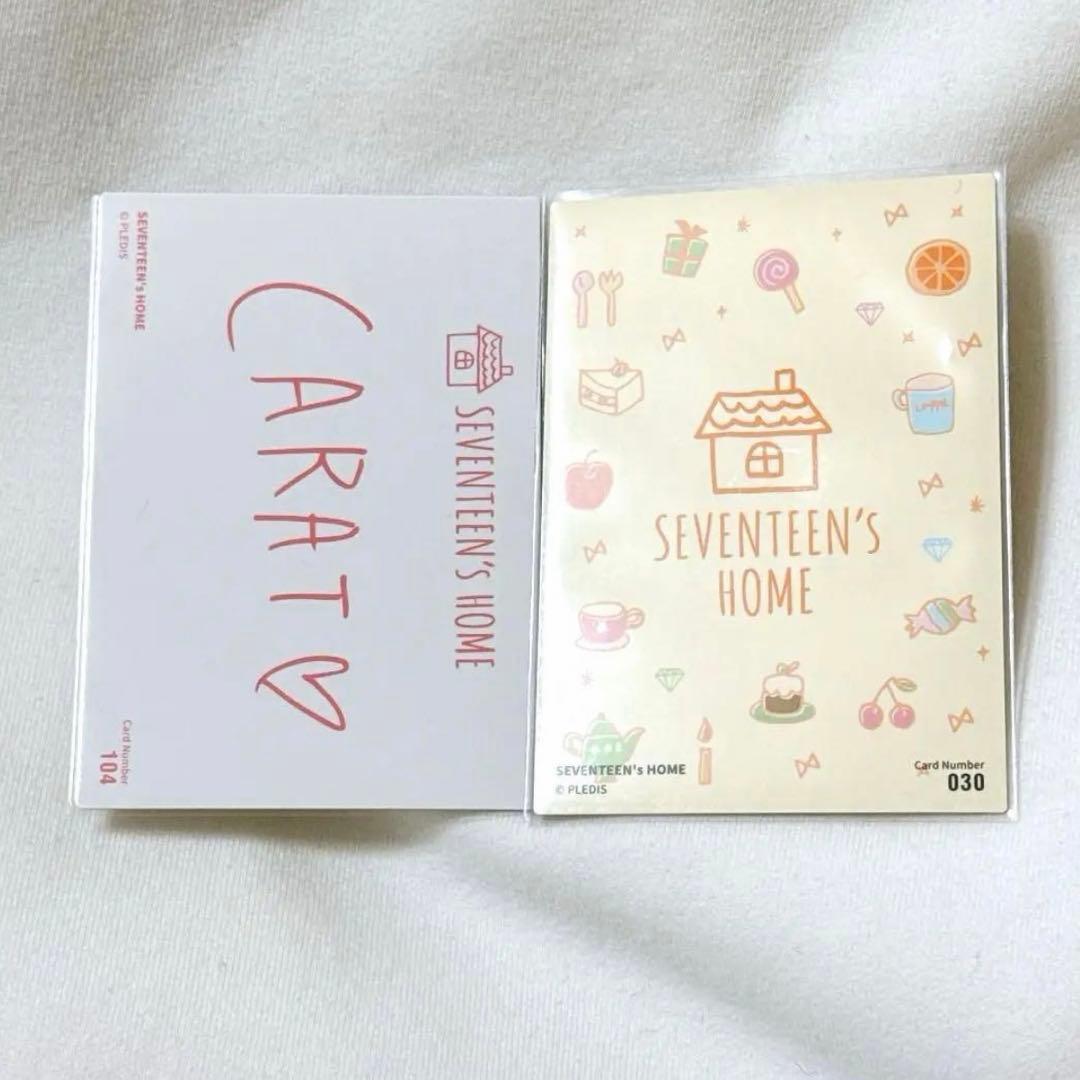 SEVENTEEN's HOME
© PLEDIS
CARAT♡
SEVENTEEN'S HOME
Card Number
104
SEVENTEEN'S
HOME
SEVENTEEN's HOME
© PLEDIS
Card Number
030